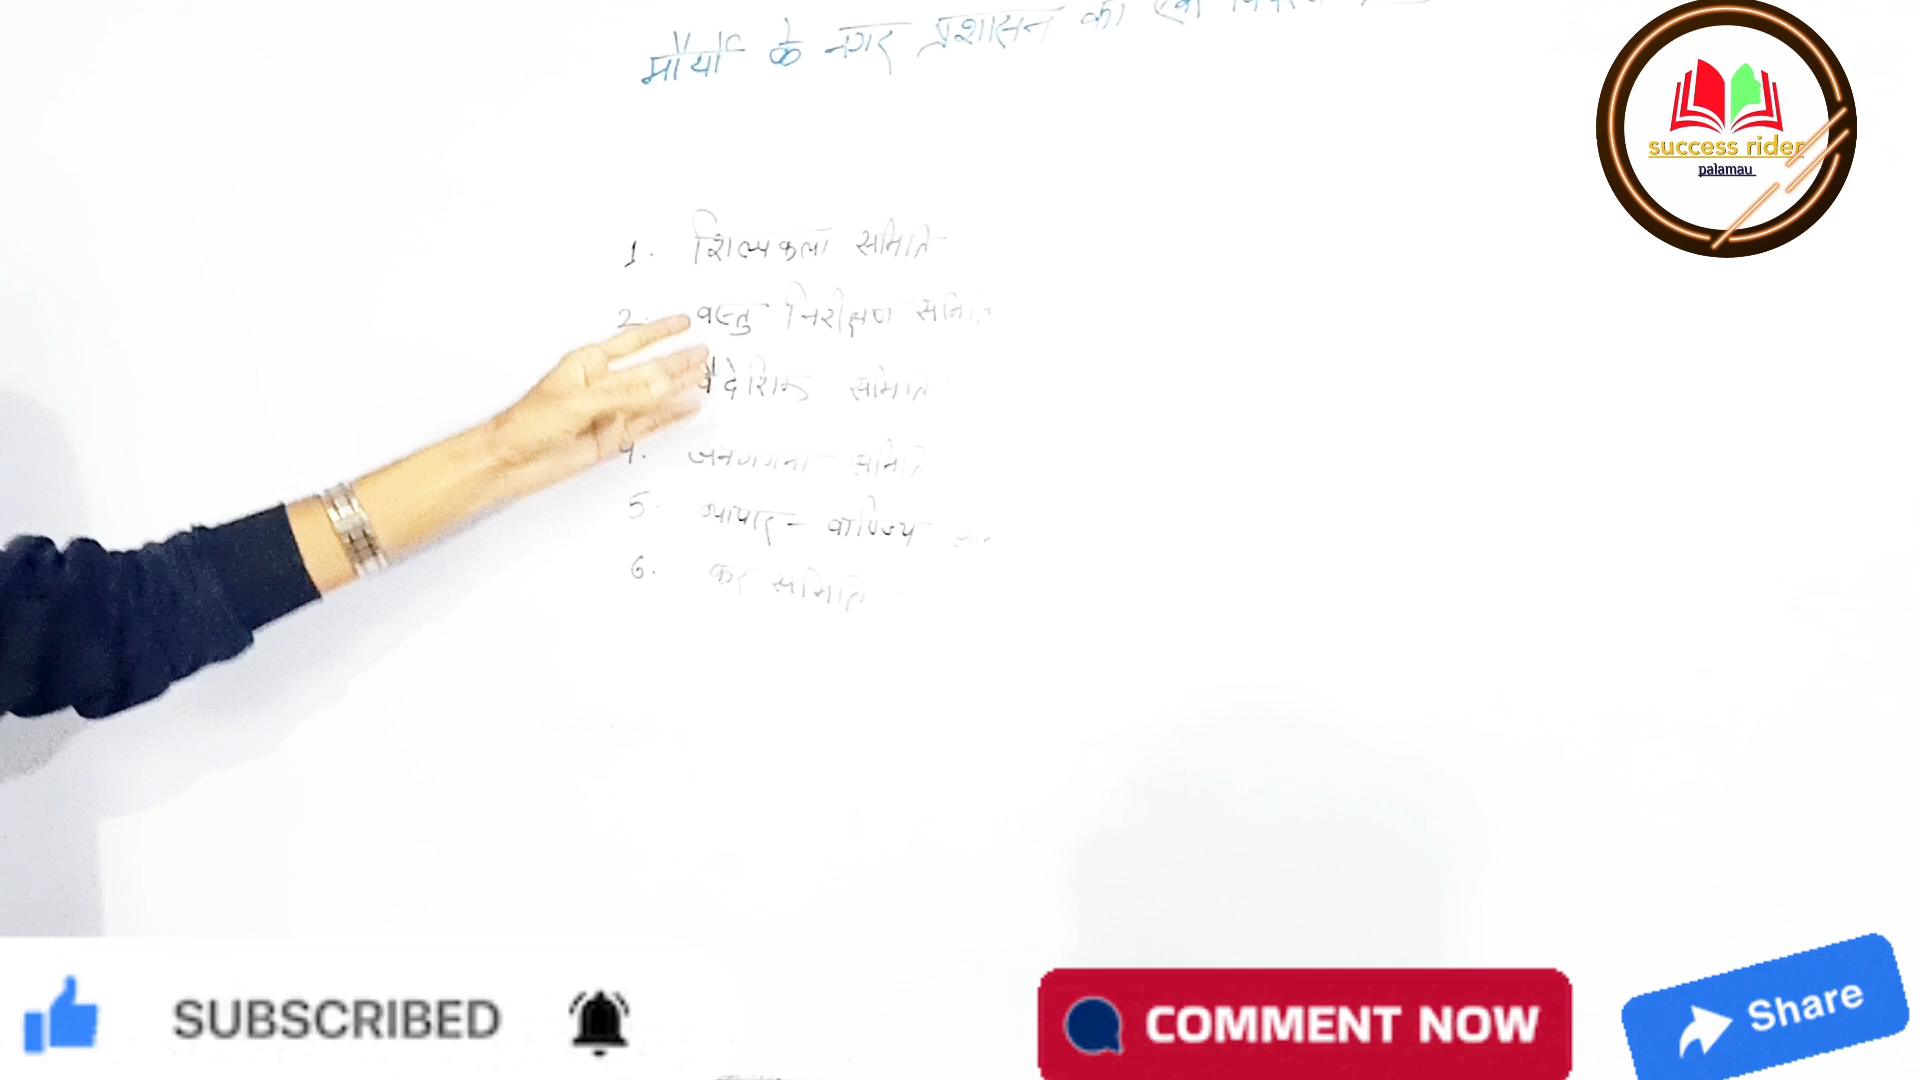 मौर्यों के नगर प्रशासन का एक
success rider
palamau
1. शिल्पकला समिति
2. वस्तु निरीक्षण समिति
वैदेशिक समिति
4. जनगणना समिति
5. व्यापार - वाणिज्य
6. कर समिति
SUBSCRIBED
COMMENT NOW
Share